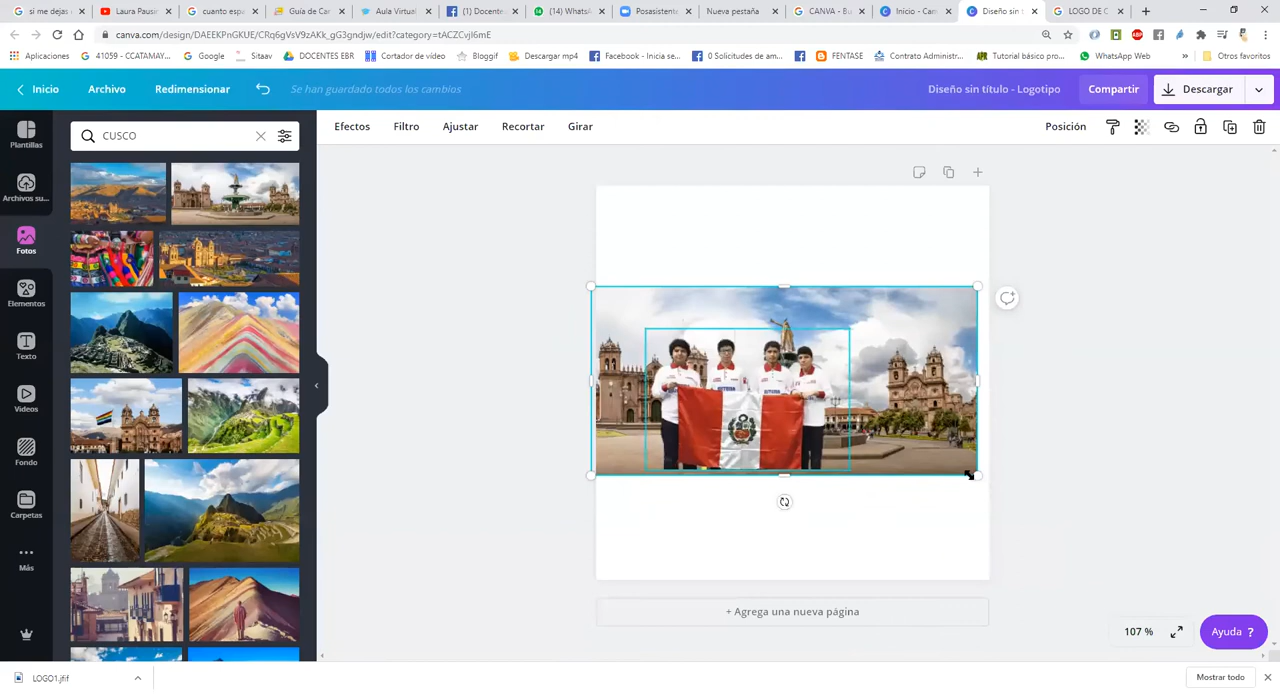 si me dejas
Laura Pausi
cuanto espa
Guía de Car
Aula Virtual
(1) Docente
(14) Whats
Posasistente
Nueva pestaña
CANVA - Bu
Inicio - Can
Diseño sin t
LOGO DE C
canva.com/design/DAEEKPnGKUE/CRq6gVsV9zAKk_gG3gndjw/edit?category=tACZCvjI6mE
Aplicaciones
41059 - CCATAMAY...
Google
Sitaav
DOCENTES EBR
Cortador de vídeo
Bloggif
Descargar mp4
Facebook - Inicia se...
0 Solicitudes de am...
FENTASE
Contrato Administr...
Tutorial básico pro...
WhatsApp Web
»
Otros favoritos
Inicio
Archivo
Redimensionar
Se han guardado todos los cambios
Diseño sin título - Logotipo
Compartir
Descargar
CUSCO
Efectos
Filtro
Ajustar
Recortar
Girar
Posición
Plantillas
Archivos su...
Fotos
Elementos
Texto
Videos
Fondo
Carpetas
Más
+ Agrega una nueva página
107 %
Ayuda ?
LOGO1.jfif
Mostrar todo